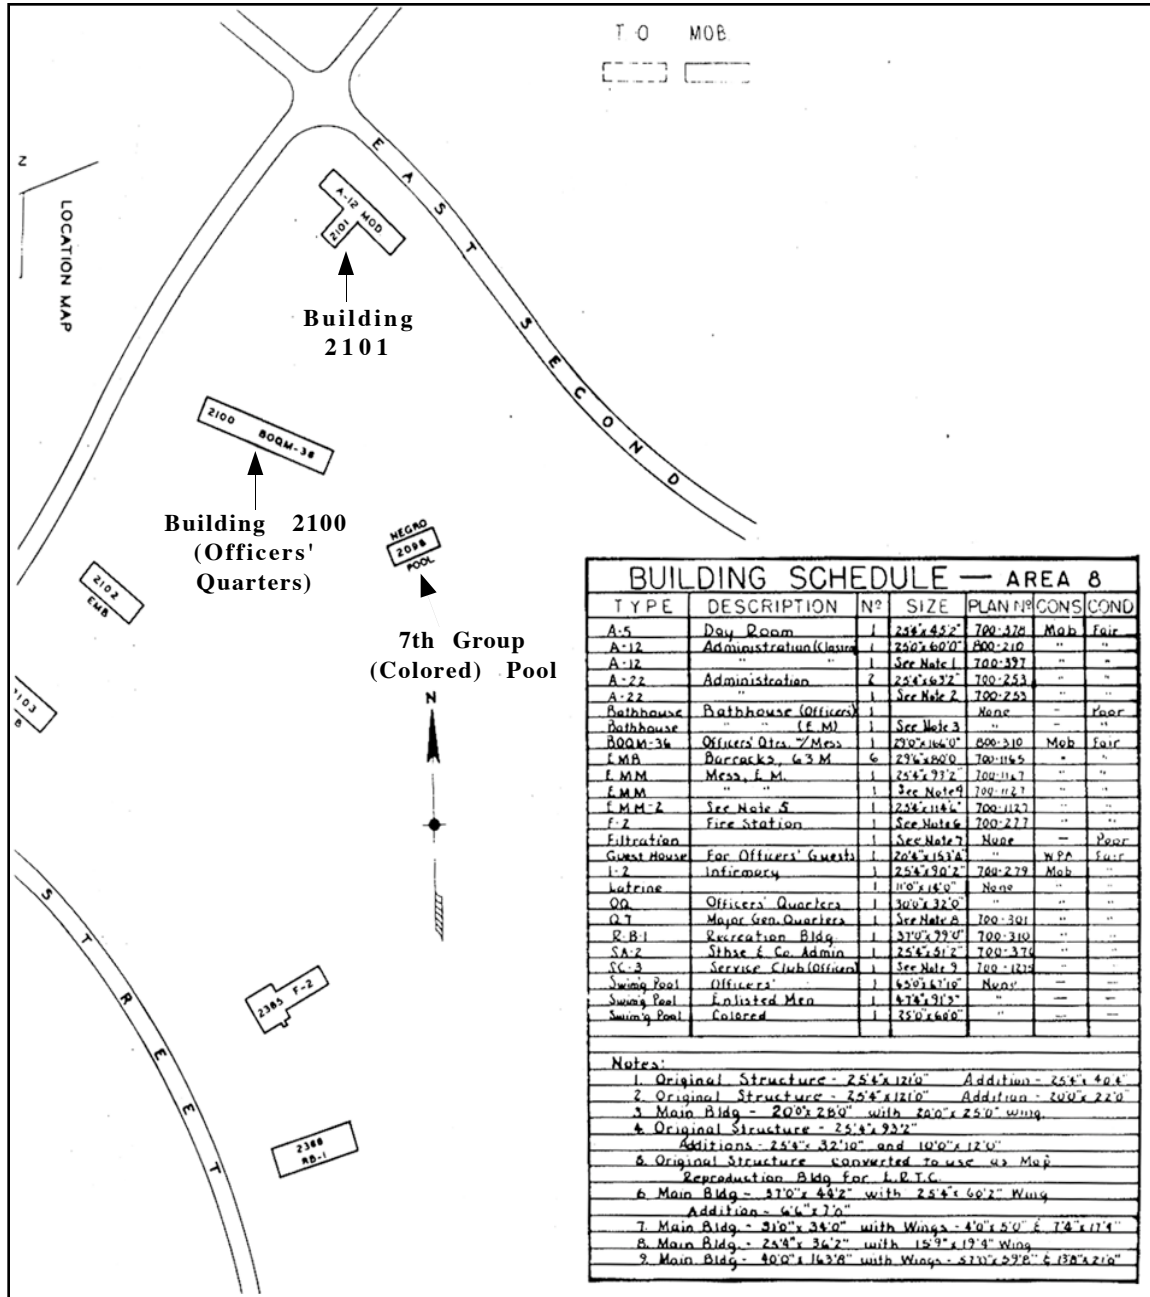 T O MOB.
EAST SECOND
Z
LOCATION MAP
A-12 MOD.
2101
Building
2101
2100 BOQM-36
Building 2100
(Officers'
Quarters)
NEGRO
2098
POOL
2102
EMB
7th Group
(Colored) Pool
2103
B
N
STREET
2385 F-2
2388
RB-1
BUILDING SCHEDULE — AREA 8
TYPE DESCRIPTION Nº SIZE PLAN Nº CONS COND
A-5 Day Room 1 25'4"x45'2" 700-378 Mob Fair
A-12 Administration (Classrm) 1 25'0"x60'0" 800-210 " "
A-12 " " 1 See Note 1 700-397 " "
A-22 Administration 2 25'4"x63'2" 700-253 " "
A-22 " 1 See Note 2 700-253 " "
Bathhouse Bathhouse (Officers) 1 None - Poor
Bathhouse " " (E M) 1 See Note 3 " - "
BOQM-36 Officers' Qtrs. w/Mess 1 29'0"x166'0" 800-310 Mob Fair
EMB Barracks, 63 M 6 29'6"x80'0 700-1165 " "
EMM Mess, E.M. 1 25'4"x93'2" 700-1127 " "
EMM " " 1 See Note 4 700-1127 " "
EMM-2 See Note 5 1 25'4"x114'6" 700-1127 " "
F-2 Fire Station 1 See Note 6 700-277 " "
Filtration 1 See Note 7 None — Poor
Guest House For Officers' Guests 1 20'4"x153'4" " WPA Fair
I-2 Infirmary 1 25'4"x90'2" 700-279 Mob "
Latrine 1 11'0"x14'0" None " "
OQ Officers' Quarters 1 30'0"x32'0" " " "
Q7 Major Gen. Quarters 1 See Note 8 700-301 " "
R-B-1 Recreation Bldg 1 37'0"x99'0" 700-310 " "
SA-2 Sthse & Co. Admin 1 25'4"x51'2" 700-376 " "
SC-3 Service Club (Officers) 1 See Note 9 700-1275 "
Swim'g Pool Officers' 1 45'0"x67'10" None — —
Swim'g Pool Enlisted Men 1 47'4"x91'3" " — —
Swim'g Pool Colored 1 25'0"x60'0" " — —
Notes:
1. Original Structure - 25'4"x121'0" Addition - 25'4"x40'4"
2. Original Structure - 25'4"x121'0" Addition - 20'0"x22'0"
3 Main Bldg - 20'0"x28'0" with 20'0"x25'0" wing
4. Original Structure - 25'4"x93'2"
Additions - 25'4"x32'10" and 10'0"x12'0"
5. Original Structure converted to use as Map
Reproduction Bldg for E.R.T.C.
6. Main Bldg - 37'0"x44'2" with 25'4"x60'2" Wing
Addition - 6'6"x7'0"
7. Main Bldg. - 31'0"x34'0" with Wings - 4'0"x5'0" & 7'4"x17'4"
8. Main Bldg. - 25'4"x36'2" with 15'9"x19'4" Wing
9. Main Bldg - 40'0"x163'8" with Wings - 59'8" & 13'8"x21'0"